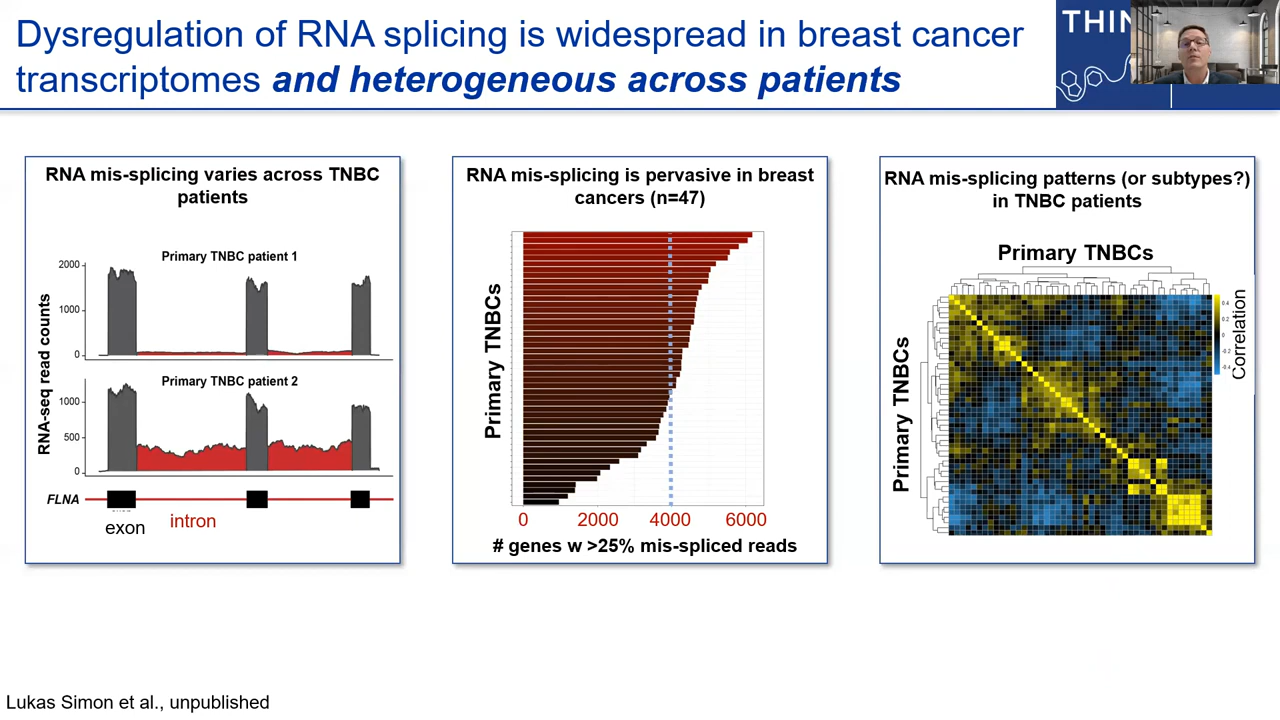 Dysregulation of RNA splicing is widespread in breast cancer
transcriptomes and heterogeneous across patients
THIN
RNA mis-splicing varies across TNBC
patients
Primary TNBC patient 1
2000
1000
0
RNA-seq read counts
Primary TNBC patient 2
1000
500
0
FLNA
exon
intron
RNA mis-splicing is pervasive in breast
cancers (n=47)
Primary TNBCs
0 2000 4000 6000
# genes w >25% mis-spliced reads
RNA mis-splicing patterns (or subtypes?)
in TNBC patients
Primary TNBCs
Primary TNBCs
0.4
0.2
0
-0.2
-0.4
Correlation
Lukas Simon et al., unpublished